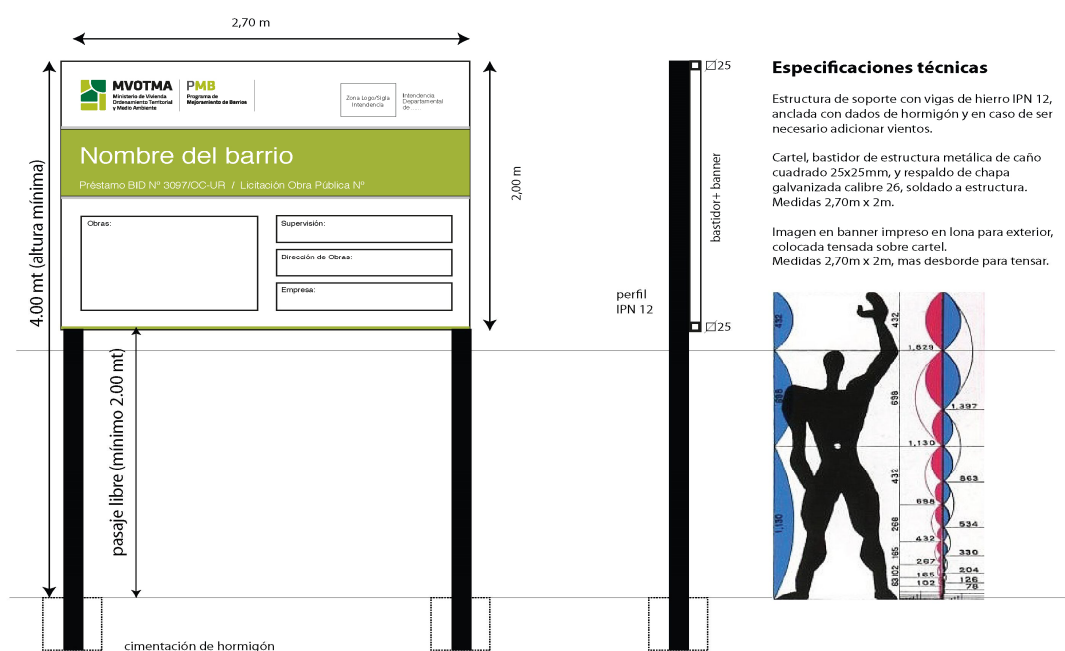 2,70 m
MVOTMA
Ministerio de Vivienda
Ordenamiento Territorial
y Medio Ambiente
PMB
Programa de
Mejoramiento de Barrios
Zona Logo/Sigla
Intendencia
Intendencia
Departamental
de......
Nombre del barrio
Préstamo BID Nº 3097/OC-UR / Licitación Obra Pública Nº
Obras:
Supervisión:
Dirección de Obras:
Empresa:
4.00 mt (altura mínima)
2,00 m
pasaje libre (mínimo 2.00 mt)
cimentación de hormigón
25
bastidor+ banner
perfil
IPN 12
25
Especificaciones técnicas
Estructura de soporte con vigas de hierro IPN 12,
anclada con dados de hormigón y en caso de ser
necesario adicionar vientos.
Cartel, bastidor de estructura metálica de caño
cuadrado 25x25mm, y respaldo de chapa
galvanizada calibre 26, soldado a estructura.
Medidas 2,70m x 2m.
Imagen en banner impreso en lona para exterior,
colocada tensada sobre cartel.
Medidas 2,70m x 2m, mas desborde para tensar.
432
698
1,130
432
698
432
266
165
102
63
1,829
1,130
698
432
267
165
102
1,397
863
534
330
204
126
78